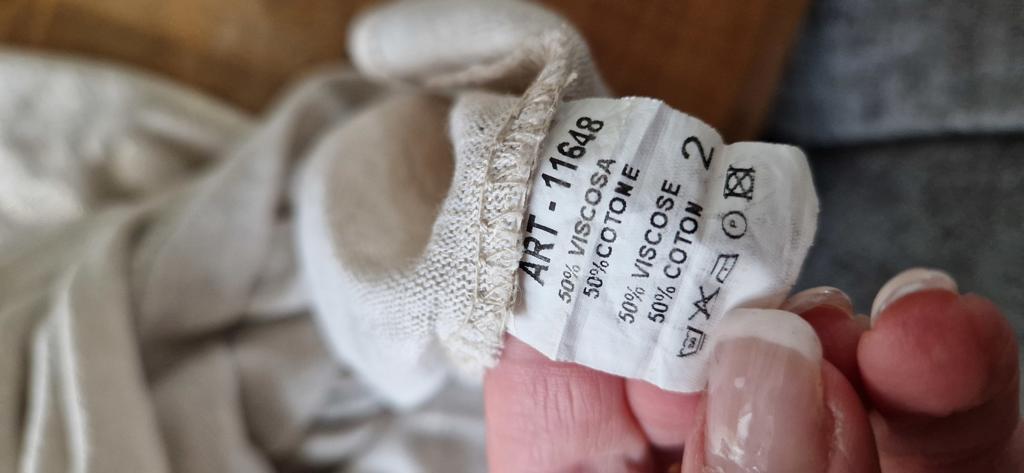 ART - 11648
50% VISCOSA
50%COTONE
50% VISCOSE
50% COTON
2